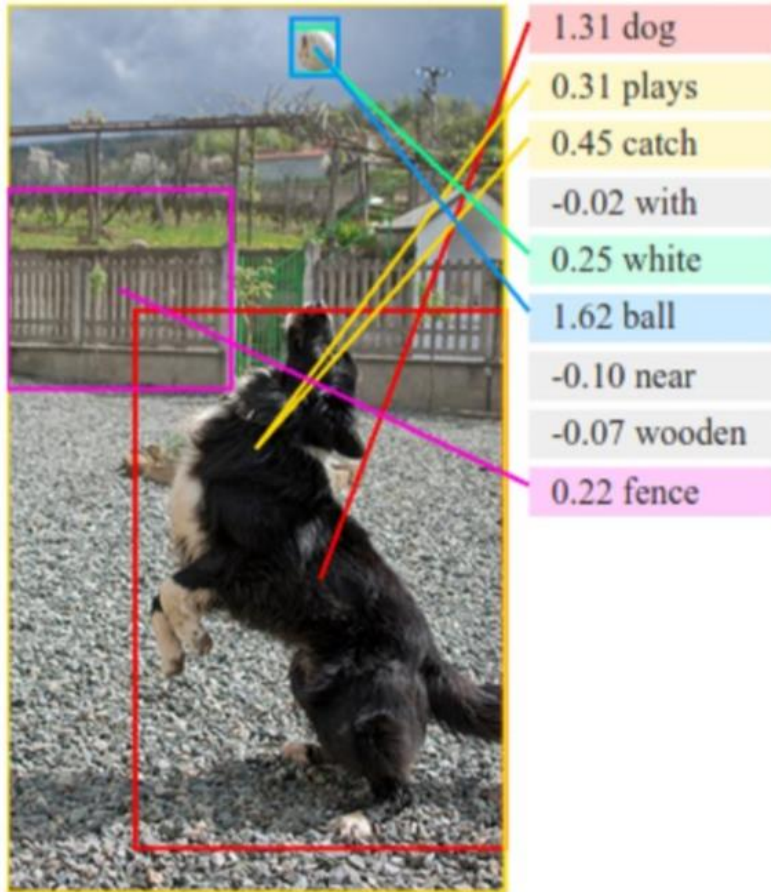 1.31 dog
0.31 plays
0.45 catch
-0.02 with
0.25 white
1.62 ball
-0.10 near
-0.07 wooden
0.22 fence